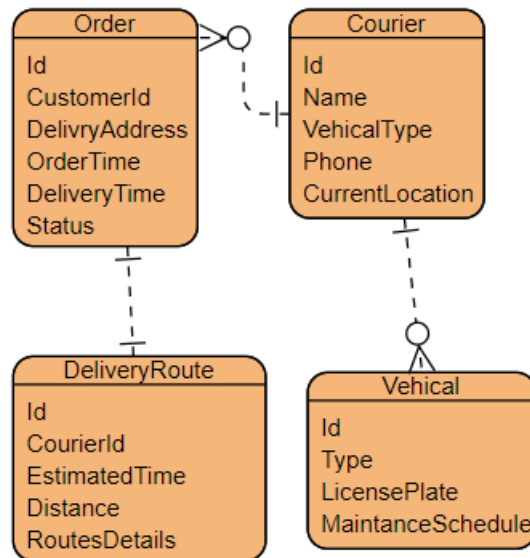 Order
Id
CustomerId
DelivryAddress
OrderTime
DeliveryTime
Status
Courier
Id
Name
VehicalType
Phone
CurrentLocation
DeliveryRoute
Id
CourierId
EstimatedTime
Distance
RoutesDetails
Vehical
Id
Type
LicensePlate
MaintanceSchedule